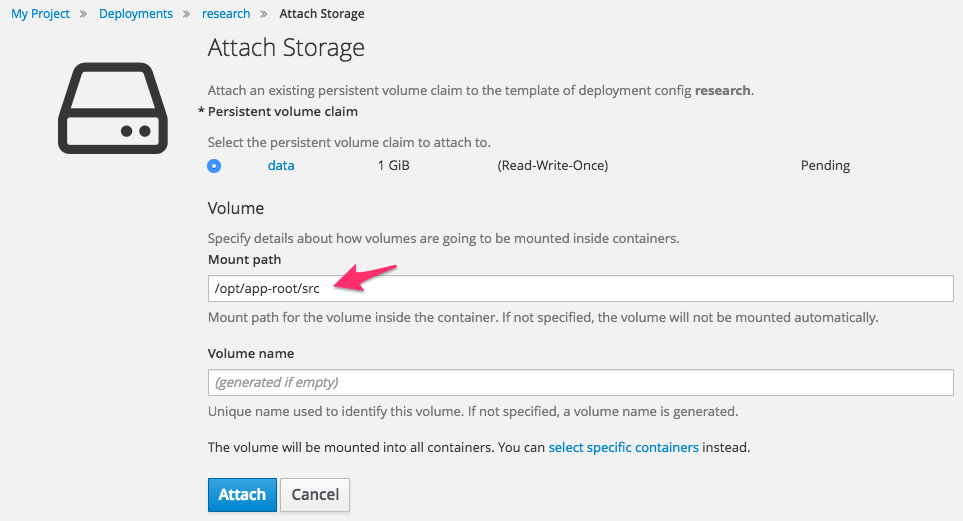 My Project » Deployments » research » Attach Storage
Attach Storage
Attach an existing persistent volume claim to the template of deployment config research.
* Persistent volume claim
Select the persistent volume claim to attach to.
data 1 GiB (Read-Write-Once) Pending
Volume
Specify details about how volumes are going to be mounted inside containers.
Mount path
/opt/app-root/src
Mount path for the volume inside the container. If not specified, the volume will not be mounted automatically.
Volume name
(generated if empty)
Unique name used to identify this volume. If not specified, a volume name is generated.
The volume will be mounted into all containers. You can select specific containers instead.
Attach Cancel